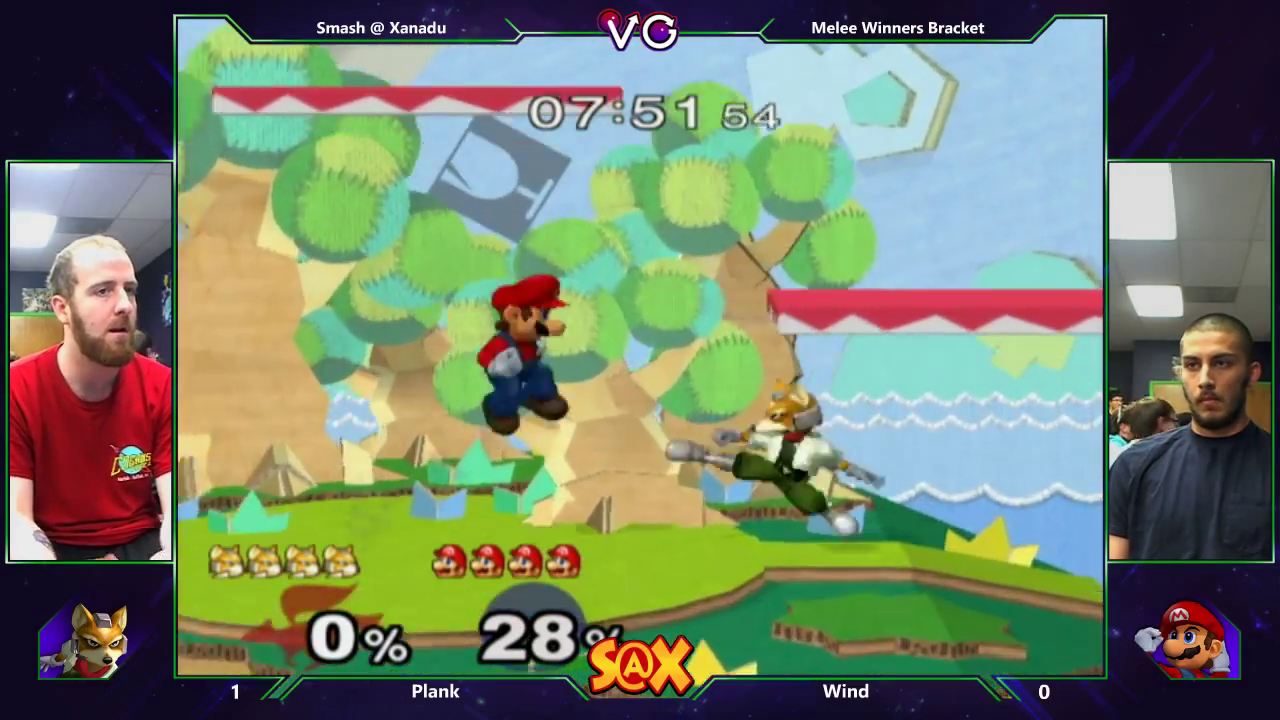 Smash @ Xanadu
VG
Melee Winners Bracket
07:51 54
0%
28%
S@X
1
Plank
Wind
0